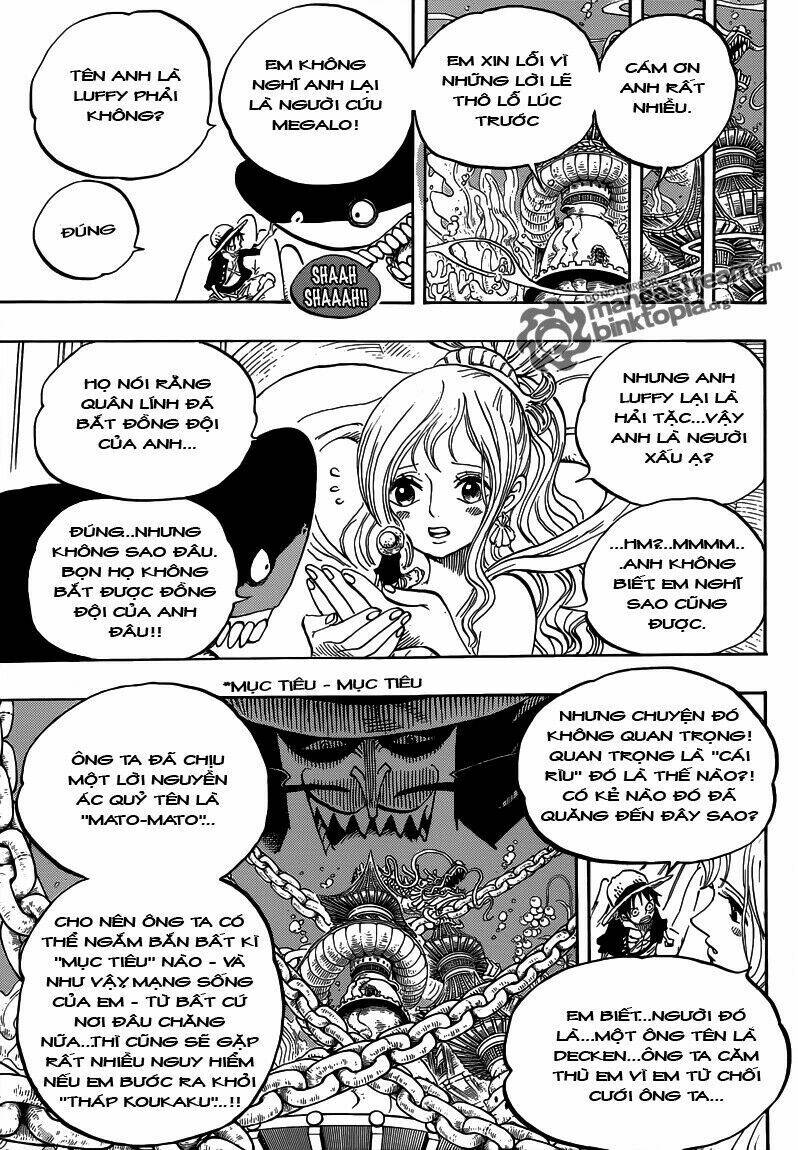 CÁM ƠN
ANH RẤT
NHIỀU.
EM XIN LỖI VÌ
NHỮNG LỜI LẼ
THÔ LỖ LÚC
TRƯỚC
EM KHÔNG
NGHĨ ANH LẠI
LÀ NGƯỜI CỨU
MEGALO!
TÊN ANH LÀ
LUFFY PHẢI
KHÔNG?
ĐÚNG
SHAAH
SHAAAH!!
DO NOT MIRROR
mangastream.com
binktopia.org
NHƯNG ANH
LUFFY LẠI LÀ
HẢI TẶC...VẬY
ANH LÀ NGƯỜI
XẤU Ạ?
...HM?..MMMM..
..ANH KHÔNG
BIẾT, EM NGHĨ
SAO CŨNG
ĐƯỢC.
HỌ NÓI RẰNG
QUÂN LÍNH ĐÃ
BẮT ĐỒNG ĐỘI
CỦA ANH...
ĐÚNG...NHƯNG
KHÔNG SAO ĐÂU.
BỌN HỌ KHÔNG
BẮT ĐƯỢC ĐỒNG
ĐỘI CỦA ANH
ĐÂU!!
*MỤC TIÊU - MỤC TIÊU
NHƯNG CHUYỆN ĐÓ
KHÔNG QUAN TRỌNG!
QUAN TRỌNG LÀ "CÁI
RÌU" ĐÓ LÀ THẾ NÀO?!
CÓ KẺ NÀO ĐÓ ĐÃ
QUĂNG ĐẾN ĐÂY SAO?
EM BIẾT...NGƯỜI ĐÓ
LÀ...MỘT ÔNG TÊN LÀ
DECKEN...ÔNG TA CĂM
THÙ EM VÌ EM TỪ CHỐI
CƯỚI ÔNG TA...
ÔNG TA ĐÃ CHỊU
MỘT LỜI NGUYỀN
ÁC QUỶ TÊN LÀ
"MATO-MATO"...
CHO NÊN ÔNG TA CÓ
THỂ NGẮM BẮN BẤT KÌ
"MỤC TIÊU" NÀO - VÀ
NHƯ VẬY, MẠNG SỐNG
CỦA EM - TỪ BẤT CỨ
NƠI ĐÂU CHĂNG
NỮA...THÌ CŨNG SẼ GẶP
RẤT NHIỀU NGUY HIỂM
NẾU EM BƯỚC RA KHỎI
"THÁP KOUKAKU"...!!